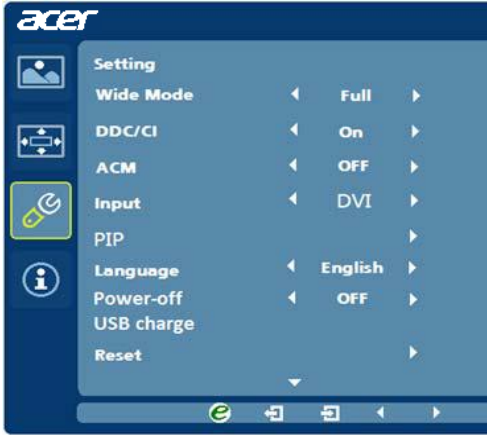 acer
Setting
Wide Mode Full
DDC/CI On
ACM OFF
Input DVI
PIP
Language English
Power-off OFF
USB charge
Reset
e